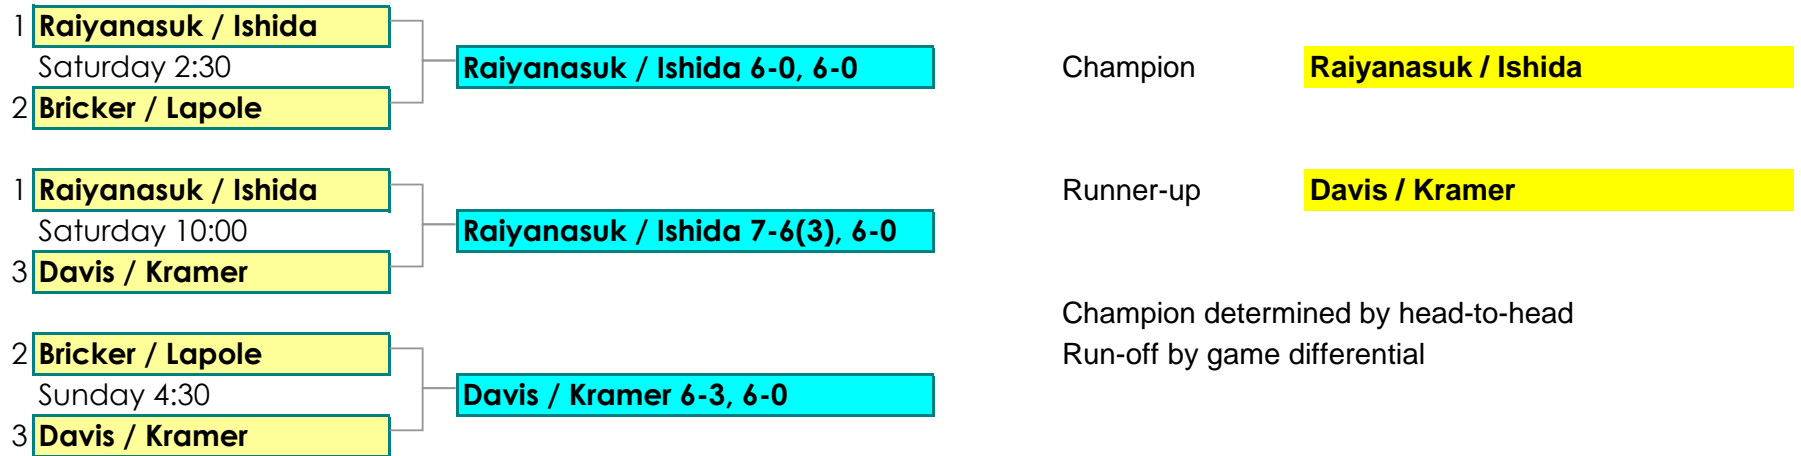 1 Raiyanasuk / Ishida
Saturday 2:30
Raiyanasuk / Ishida 6-0, 6-0
2 Bricker / Lapole
Champion Raiyanasuk / Ishida
1 Raiyanasuk / Ishida
Saturday 10:00
Raiyanasuk / Ishida 7-6(3), 6-0
3 Davis / Kramer
Runner-up Davis / Kramer
Champion determined by head-to-head
Run-off by game differential
2 Bricker / Lapole
Sunday 4:30
Davis / Kramer 6-3, 6-0
3 Davis / Kramer